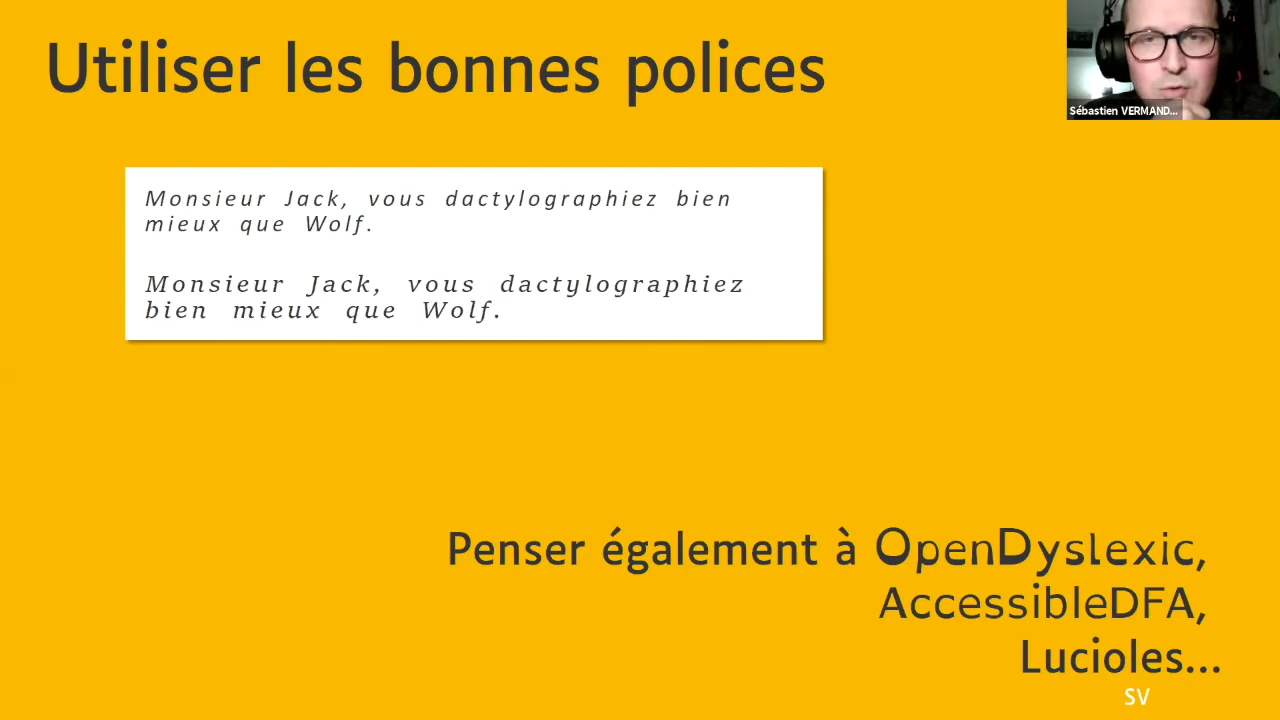 Utiliser les bonnes polices
Sébastien VERMAND...
Monsieur Jack, vous dactylographiez bien
mieux que Wolf.
Monsieur Jack, vous dactylographiez
bien mieux que Wolf.
Penser également à OpenDyslexic,
AccessibleDFA,
Lucioles...
SV